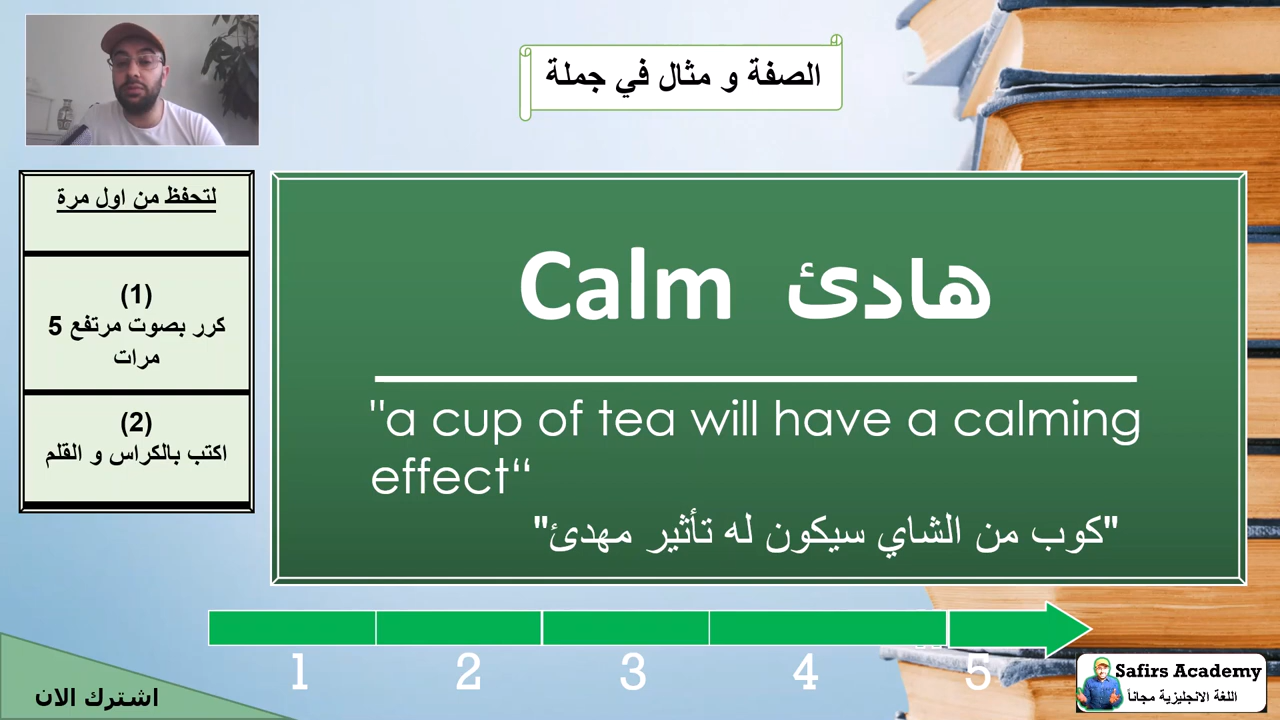 الصفة و مثال في جملة
لتحفظ من اول مرة
(1)
كرر بصوت مرتفع 5
مرات
(2)
اكتب بالكراس و القلم
Calm هادئ
"a cup of tea will have a calming
effect“
"كوب من الشاي سيكون له تأثير مهدئ"
1 2 3 4 5
اشترك الان
Safirs Academy
اللغة الانجليزية مجاناً